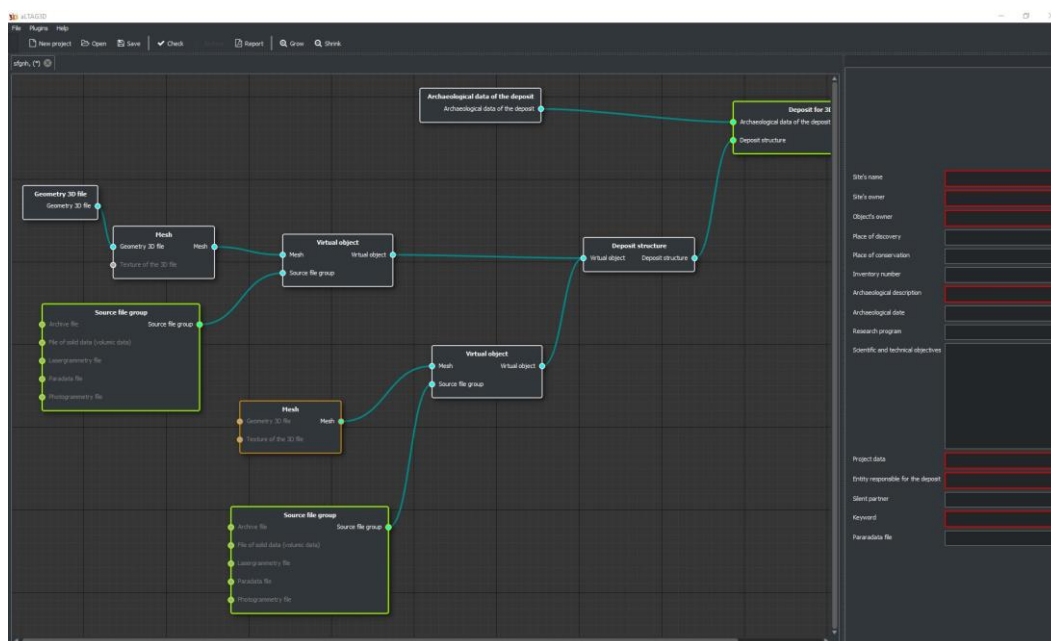 aLTAG3D
File Plugins Help
New project Open Save Check Report Grow Shrink
sfgnh, (*)
Archaeological data of the deposit
Archaeological data of the deposit
Deposit for 3D
Archaeological data of the deposit
Deposit structure
Geometry 3D file
Geometry 3D file
Mesh
Geometry 3D file Mesh
Texture of the 3D file
Virtual object
Mesh Virtual object
Source file group
Deposit structure
Virtual object Deposit structure
Source file group
Archive file Source file group
File of solid data (volumic data)
Lasergrammetry file
Paradata file
Photogrammetry file
Virtual object
Mesh Virtual object
Source file group
Mesh
Geometry 3D file Mesh
Texture of the 3D file
Source file group
Archive file Source file group
File of solid data (volumic data)
Lasergrammetry file
Paradata file
Photogrammetry file
Site's name
Site's owner
Object's owner
Place of discovery
Place of conservation
Inventory number
Archaeological description
Archaeological date
Research program
Scientific and technical objectives
Project data
Entity responsible for the deposit
Silent partner
Keyword
Pararadata file